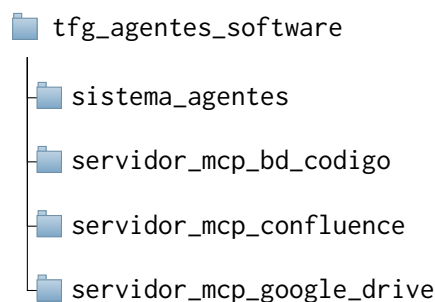 tfg_agentes_software
sistema_agentes
servidor_mcp_bd_codigo
servidor_mcp_confluence
servidor_mcp_google_drive